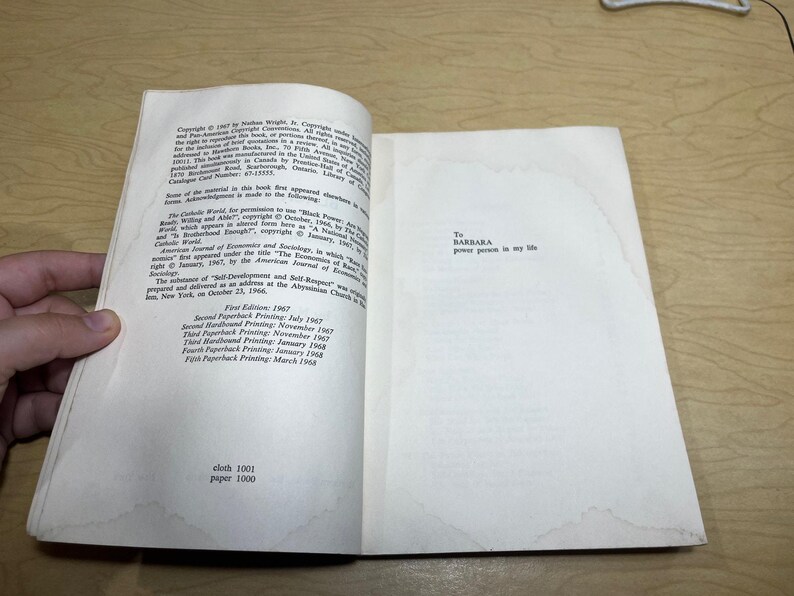 Copyright © 1967 by Nathan Wright, Jr. Copyright under
and Pan-American Copyright Conventions. All rights reserved,
the right to reproduce this book, or portions thereof, in any
for the inclusion of brief quotations in a review. All inquiries
addressed to Hawthorn Books, Inc., 70 Fifth Avenue, New York
10011. This book was manufactured in the United States of
published simultaneously in Canada by Prentice-Hall of
1870 Birchmount Road, Scarborough, Ontario. Library of
Catalogue Card Number: 67-15555.
Some of the material in this book first appeared elsewhere in
forms. Acknowledgment is made to the following:
The Catholic World, for permission to use "Black Power: Are
Ready, Willing and Able?", copyright © October, 1966, by The
World, which appears in altered form here as "A National
and "Is Brotherhood Enough?", copyright © January, 1967, by
Catholic World.
American Journal of Economics and Sociology, in which "Race
nomics" first appeared under the title "The Economics of Race,"
right © January, 1967, by the American Journal of Economics and
Sociology.
The substance of "Self-Development and Self-Respect" was
prepared and delivered as an address at the Abyssinian Church in
lem, New York, on October 23, 1966.
First Edition: 1967
Second Paperback Printing: July 1967
Second Hardbound Printing: November 1967
Third Paperback Printing: November 1967
Third Hardbound Printing: January 1968
Fourth Paperback Printing: January 1968
Fifth Paperback Printing: March 1968
cloth 1001
paper 1000
To
BARBARA
power person in my life